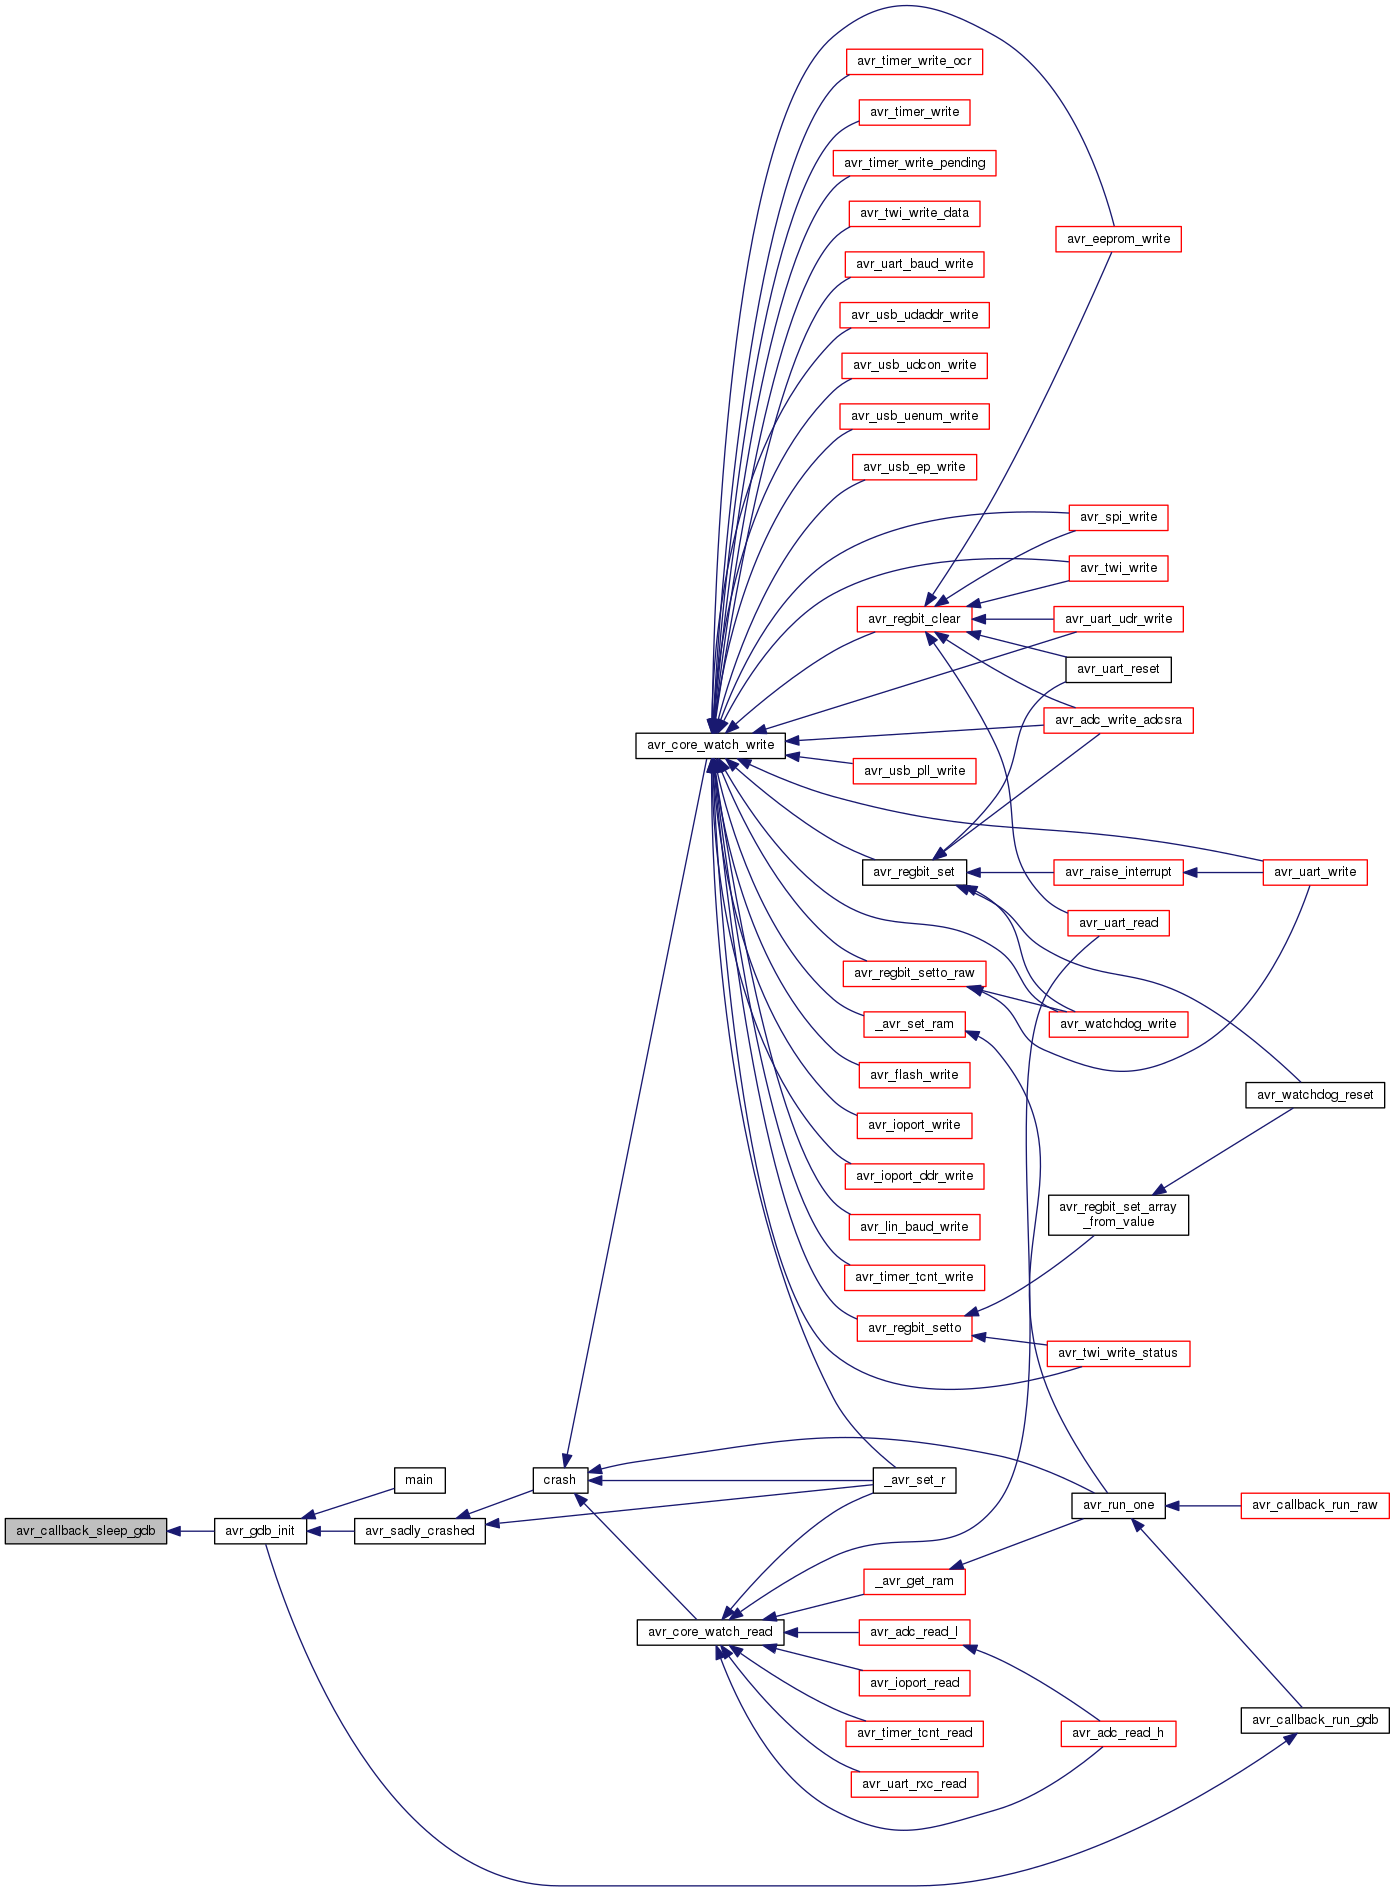 avr_timer_write_ocr
avr_timer_write
avr_timer_write_pending
avr_twi_write_data
avr_eeprom_write
avr_uart_baud_write
avr_usb_udaddr_write
avr_usb_udcon_write
avr_usb_uenum_write
avr_usb_ep_write
avr_spi_write
avr_twi_write
avr_regbit_clear
avr_uart_udr_write
avr_uart_reset
avr_adc_write_adcsra
avr_core_watch_write
avr_usb_pll_write
avr_regbit_set
avr_raise_interrupt
avr_uart_write
avr_uart_read
avr_regbit_setto_raw
_avr_set_ram
avr_watchdog_write
avr_flash_write
avr_watchdog_reset
avr_ioport_write
avr_ioport_ddr_write
avr_regbit_set_array
_from_value
avr_lin_baud_write
avr_timer_tcnt_write
avr_regbit_setto
avr_twi_write_status
main
crash
_avr_set_r
avr_run_one
avr_callback_run_raw
avr_callback_sleep_gdb
avr_gdb_init
avr_sadly_crashed
_avr_get_ram
avr_core_watch_read
avr_adc_read_l
avr_ioport_read
avr_callback_run_gdb
avr_timer_tcnt_read
avr_adc_read_h
avr_uart_rxc_read